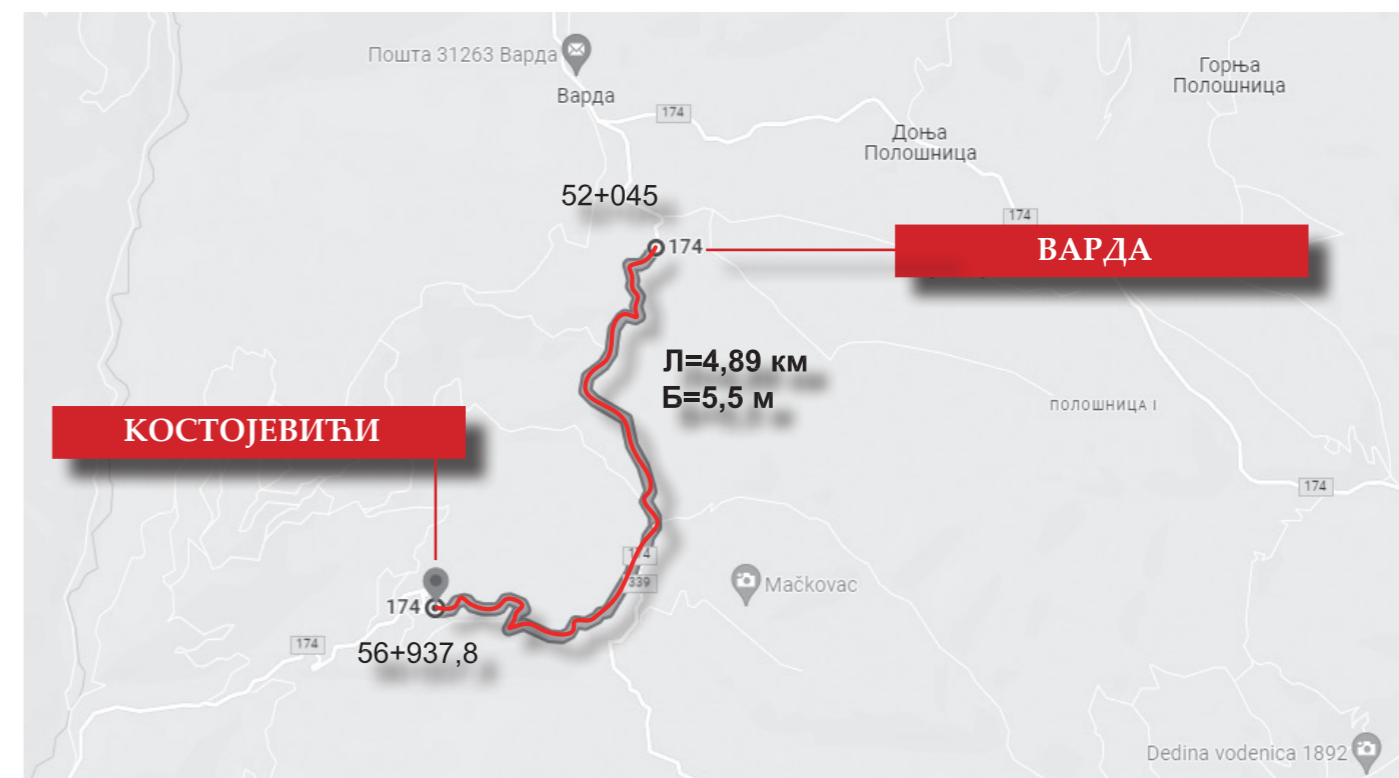 Пошта 31263 Варда
Варда
Горња
Полошница
174
Доња
Полошница
52+045
174
174
ВАРДА
Л=4,89 км
Б=5,5 м
ПОЛОШНИЦА I
КОСТОЈЕВИЋИ
174
174
339
Mačkovac
174
174
56+937,8
Dedina vodenica 1892